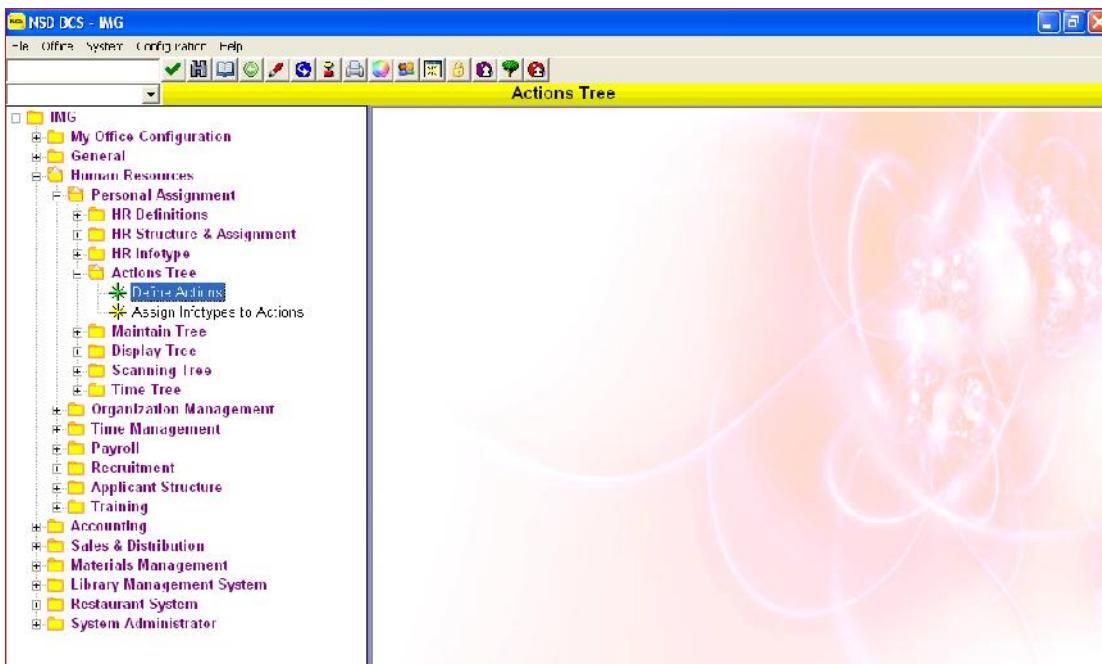 NSD BCS - IMG
File Office System Configuration Help
Actions Tree
IMG
My Office Configuration
General
Human Resources
Personal Assignment
HR Definitions
HR Structure & Assignment
HR Infotype
Actions Tree
Define Actions
Assign Infotypes to Actions
Maintain Tree
Display Tree
Scanning Tree
Time Tree
Organization Management
Time Management
Payroll
Recruitment
Applicant Structure
Training
Accounting
Sales & Distribution
Materials Management
Library Management System
Restaurant System
System Administrator